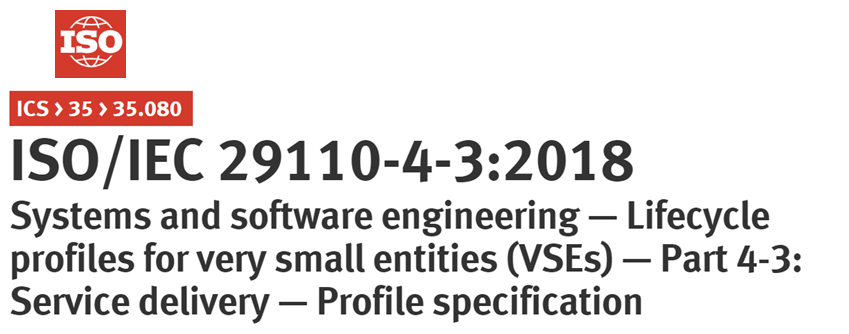 ISO
ICS > 35 > 35.080
ISO/IEC 29110-4-3:2018
Systems and software engineering — Lifecycle
profiles for very small entities (VSEs) — Part 4-3:
Service delivery — Profile specification